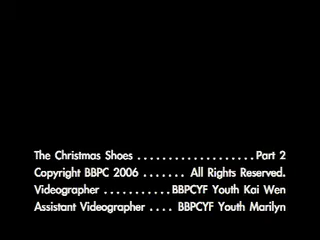 The Christmas Shoes ................... Part 2
Copyright BBPC 2006 ....... All Rights Reserved.
Videographer ........... BBPCYF Youth Kai Wen
Assistant Videographer .... BBPCYF Youth Marilyn